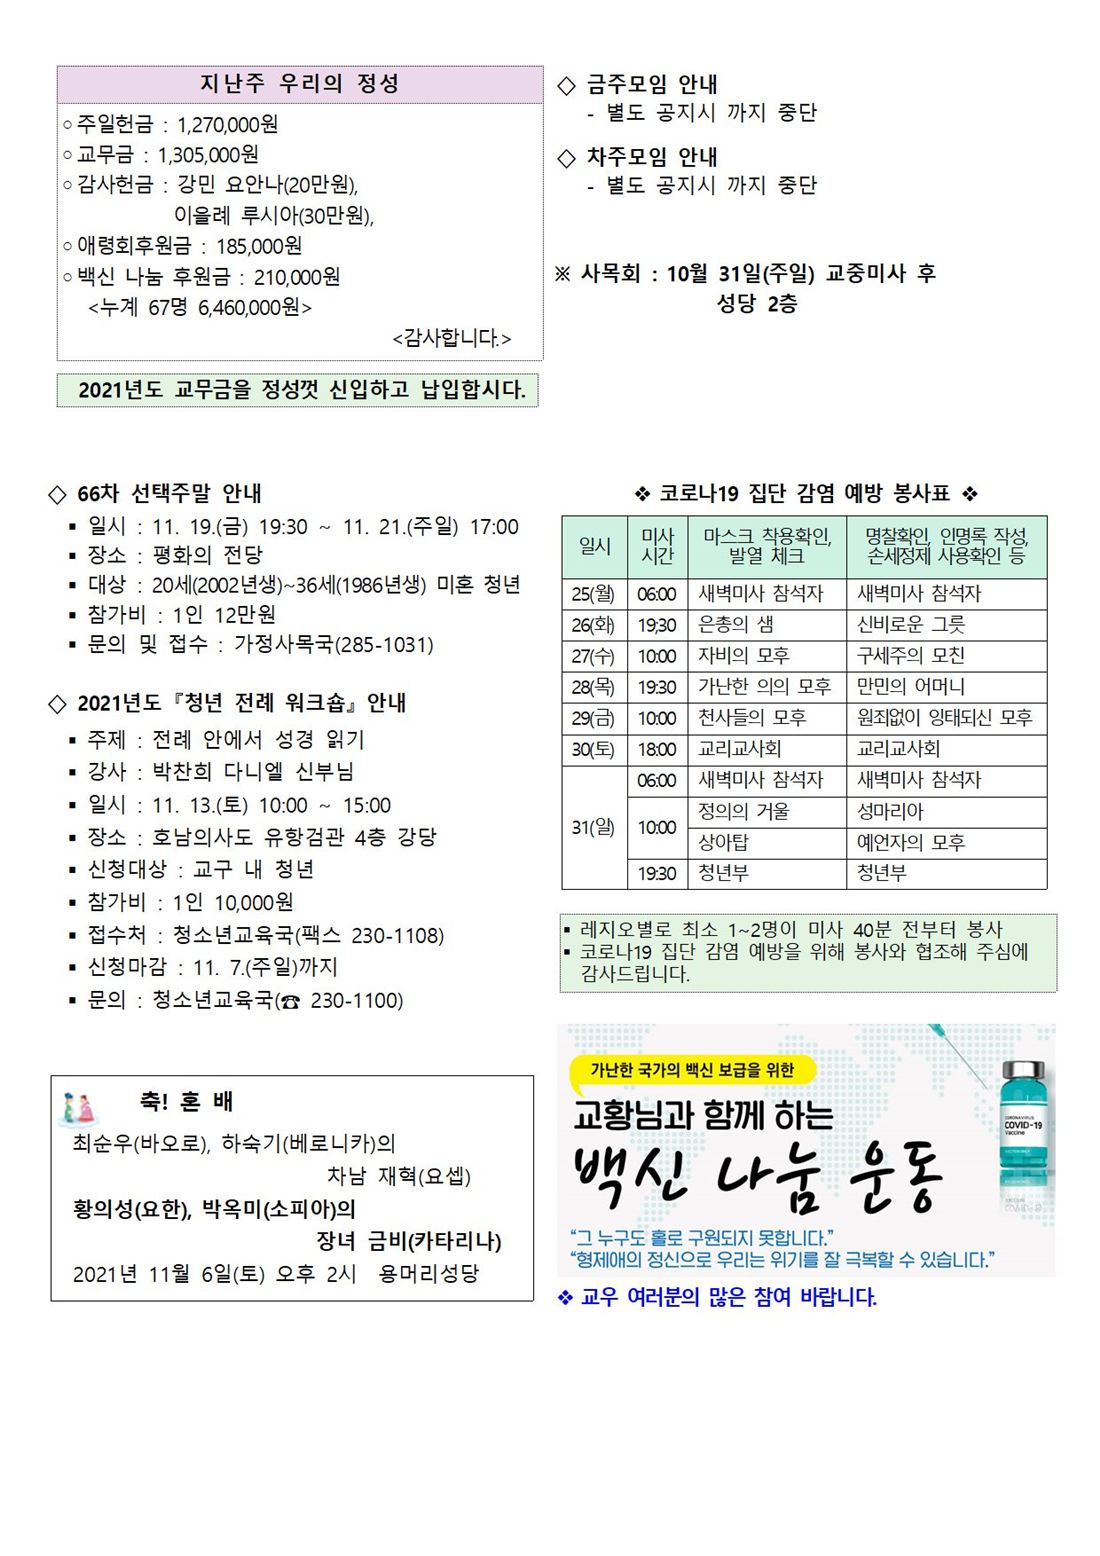 지난주 우리의 정성
○ 주일헌금 : 1,270,000원
○ 교무금 : 1,305,000원
○ 감사헌금 : 강민 요안나(20만원),
이을례 루시아(30만원),
○ 애령회후원금 : 185,000원
○ 백신 나눔 후원금 : 210,000원
<누계 67명 6,460,000원>
<감사합니다.>
2021년도 교무금을 정성껏 신입하고 납입합시다.
◇ 금주모임 안내
- 별도 공지시 까지 중단
◇ 차주모임 안내
- 별도 공지시 까지 중단
※ 사목회 : 10월 31일(주일) 교중미사 후
성당 2층
◇ 66차 선택주말 안내
▪ 일시 : 11. 19.(금) 19:30 ~ 11. 21.(주일) 17:00
▪ 장소 : 평화의 전당
▪ 대상 : 20세(2002년생)~36세(1986년생) 미혼 청년
▪ 참가비 : 1인 12만원
▪ 문의 및 접수 : 가정사목국(285-1031)
◇ 2021년도『청년 전례 워크숍』안내
▪ 주제 : 전례 안에서 성경 읽기
▪ 강사 : 박찬희 다니엘 신부님
▪ 일시 : 11. 13.(토) 10:00 ~ 15:00
▪ 장소 : 호남의사도 유항검관 4층 강당
▪ 신청대상 : 교구 내 청년
▪ 참가비 : 1인 10,000원
▪ 접수처 : 청소년교육국(팩스 230-1108)
▪ 신청마감 : 11. 7.(주일)까지
▪ 문의 : 청소년교육국(☎ 230-1100)
축! 혼 배
최순우(바오로), 하숙기(베로니카)의
차남 재혁(요셉)
황의성(요한), 박옥미(소피아)의
장녀 금비(카타리나)
2021년 11월 6일(토) 오후 2시 용머리성당
❖ 코로나19 집단 감염 예방 봉사표 ❖
일시 미사시간 마스크 착용확인, 발열 체크 명찰확인, 인명록 작성, 손세정제 사용확인 등
25(월) 06:00 새벽미사 참석자 새벽미사 참석자
26(화) 19;30 은총의 샘 신비로운 그릇
27(수) 10:00 자비의 모후 구세주의 모친
28(목) 19:30 가난한 의의 모후 만민의 어머니
29(금) 10:00 천사들의 모후 원죄없이 잉태되신 모후
30(토) 18:00 교리교사회 교리교사회
31(일) 06:00 새벽미사 참석자 새벽미사 참석자
10:00 정의의 거울 성마리아
상아탑 예언자의 모후
19:30 청년부 청년부
▪ 레지오별로 최소 1~2명이 미사 40분 전부터 봉사
▪ 코로나19 집단 감염 예방을 위해 봉사와 협조해 주심에
감사드립니다.
가난한 국가의 백신 보급을 위한
교황님과 함께 하는
백신 나눔 운동
CORONAVIRUS
COVID-19
Vaccine
“그 누구도 홀로 구원되지 못합니다.”
“형제애의 정신으로 우리는 위기를 잘 극복할 수 있습니다.”
❖ 교우 여러분의 많은 참여 바랍니다.